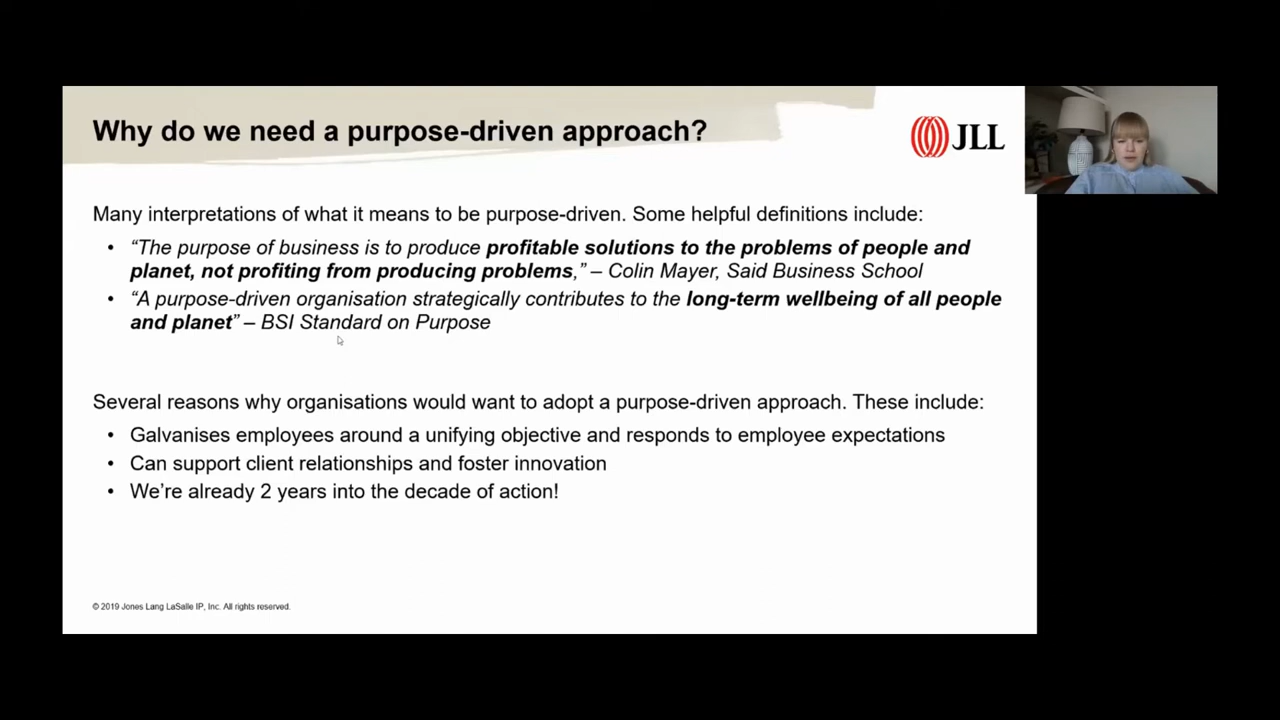 Why do we need a purpose-driven approach?
JLL
Many interpretations of what it means to be purpose-driven. Some helpful definitions include:
• “The purpose of business is to produce profitable solutions to the problems of people and
planet, not profiting from producing problems,” – Colin Mayer, Said Business School
• “A purpose-driven organisation strategically contributes to the long-term wellbeing of all people
and planet” – BSI Standard on Purpose
Several reasons why organisations would want to adopt a purpose-driven approach. These include:
• Galvanises employees around a unifying objective and responds to employee expectations
• Can support client relationships and foster innovation
• We’re already 2 years into the decade of action!
© 2019 Jones Lang LaSalle IP, Inc. All rights reserved.